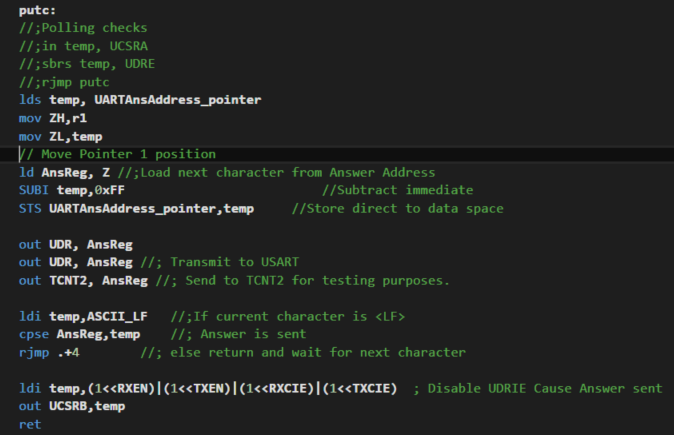 putc:
//;Polling checks
//;in temp, UCSRA
//;sbrs temp, UDRE
//;rjmp putc
lds temp, UARTAnsAddress_pointer
mov ZH,r1
mov ZL,temp
// Move Pointer 1 position
ld AnsReg, Z //;Load next character from Answer Address
SUBI temp,0xFF //Subtract immediate
STS UARTAnsAddress_pointer,temp //Store direct to data space
out UDR, AnsReg
out UDR, AnsReg //; Transmit to USART
out TCNT2, AnsReg //; Send to TCNT2 for testing purposes.
ldi temp,ASCII_LF //;If current character is <LF>
cpse AnsReg,temp //; Answer is sent
rjmp .+4 //; else return and wait for next character
ldi temp,(1<<RXEN)|(1<<TXEN)|(1<<RXCIE)|(1<<TXCIE) ; Disable UDRIE Cause Answer sent
out UCSRB,temp
ret